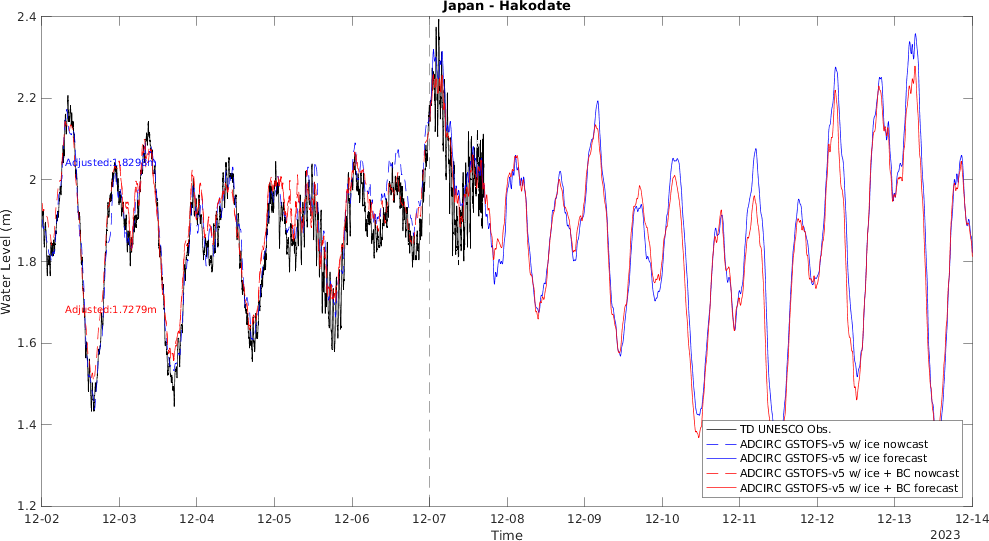 Japan - Hakodate
2.4
2.2
2
1.8
1.6
1.4
1.2
Water Level (m)
Adjusted:1.8295m
Adjusted:1.7279m
TD UNESCO Obs.
ADCIRC GSTOFS-v5 w/ ice nowcast
ADCIRC GSTOFS-v5 w/ ice forecast
ADCIRC GSTOFS-v5 w/ ice + BC nowcast
ADCIRC GSTOFS-v5 w/ ice + BC forecast
12-02 12-03 12-04 12-05 12-06 12-07 12-08 12-09 12-10 12-11 12-12 12-13 12-14
Time
2023